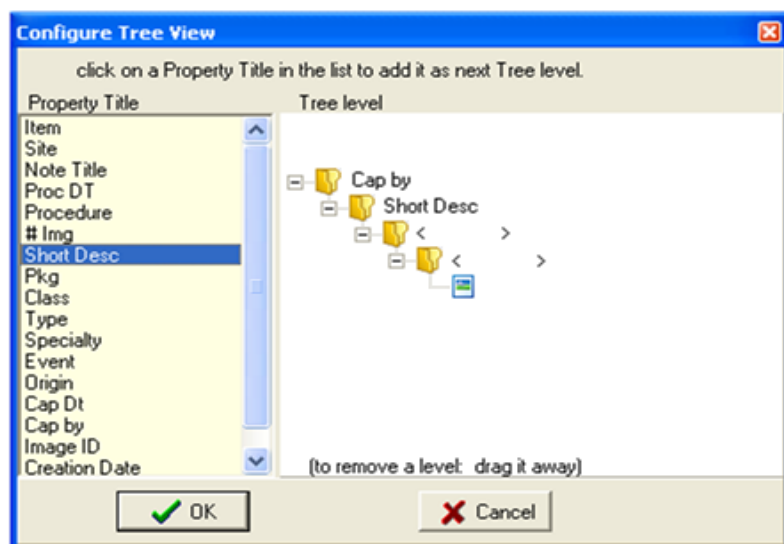 Configure Tree View
click on a Property Title in the list to add it as next Tree level.
Property Title
Tree level
Item
Site
Note Title
Proc DT
Procedure
# Img
Short Desc
Pkg
Class
Type
Specialty
Event
Origin
Cap Dt
Cap by
Image ID
Creation Date
Cap by
Short Desc
< >
< >
(to remove a level: drag it away)
OK
Cancel